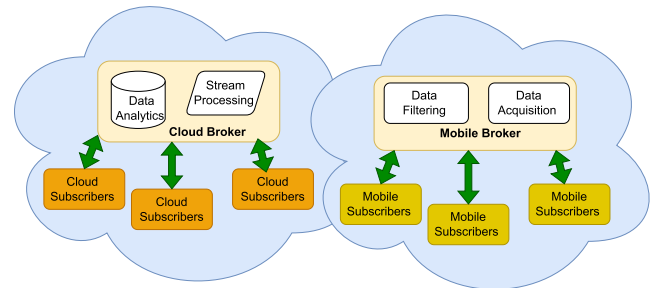 Data
Analytics
Stream
Processing
Cloud Broker
Cloud
Subscribers
Cloud
Subscribers
Cloud
Subscribers
Data
Filtering
Data
Acquisition
Mobile Broker
Mobile
Subscribers
Mobile
Subscribers
Mobile
Subscribers